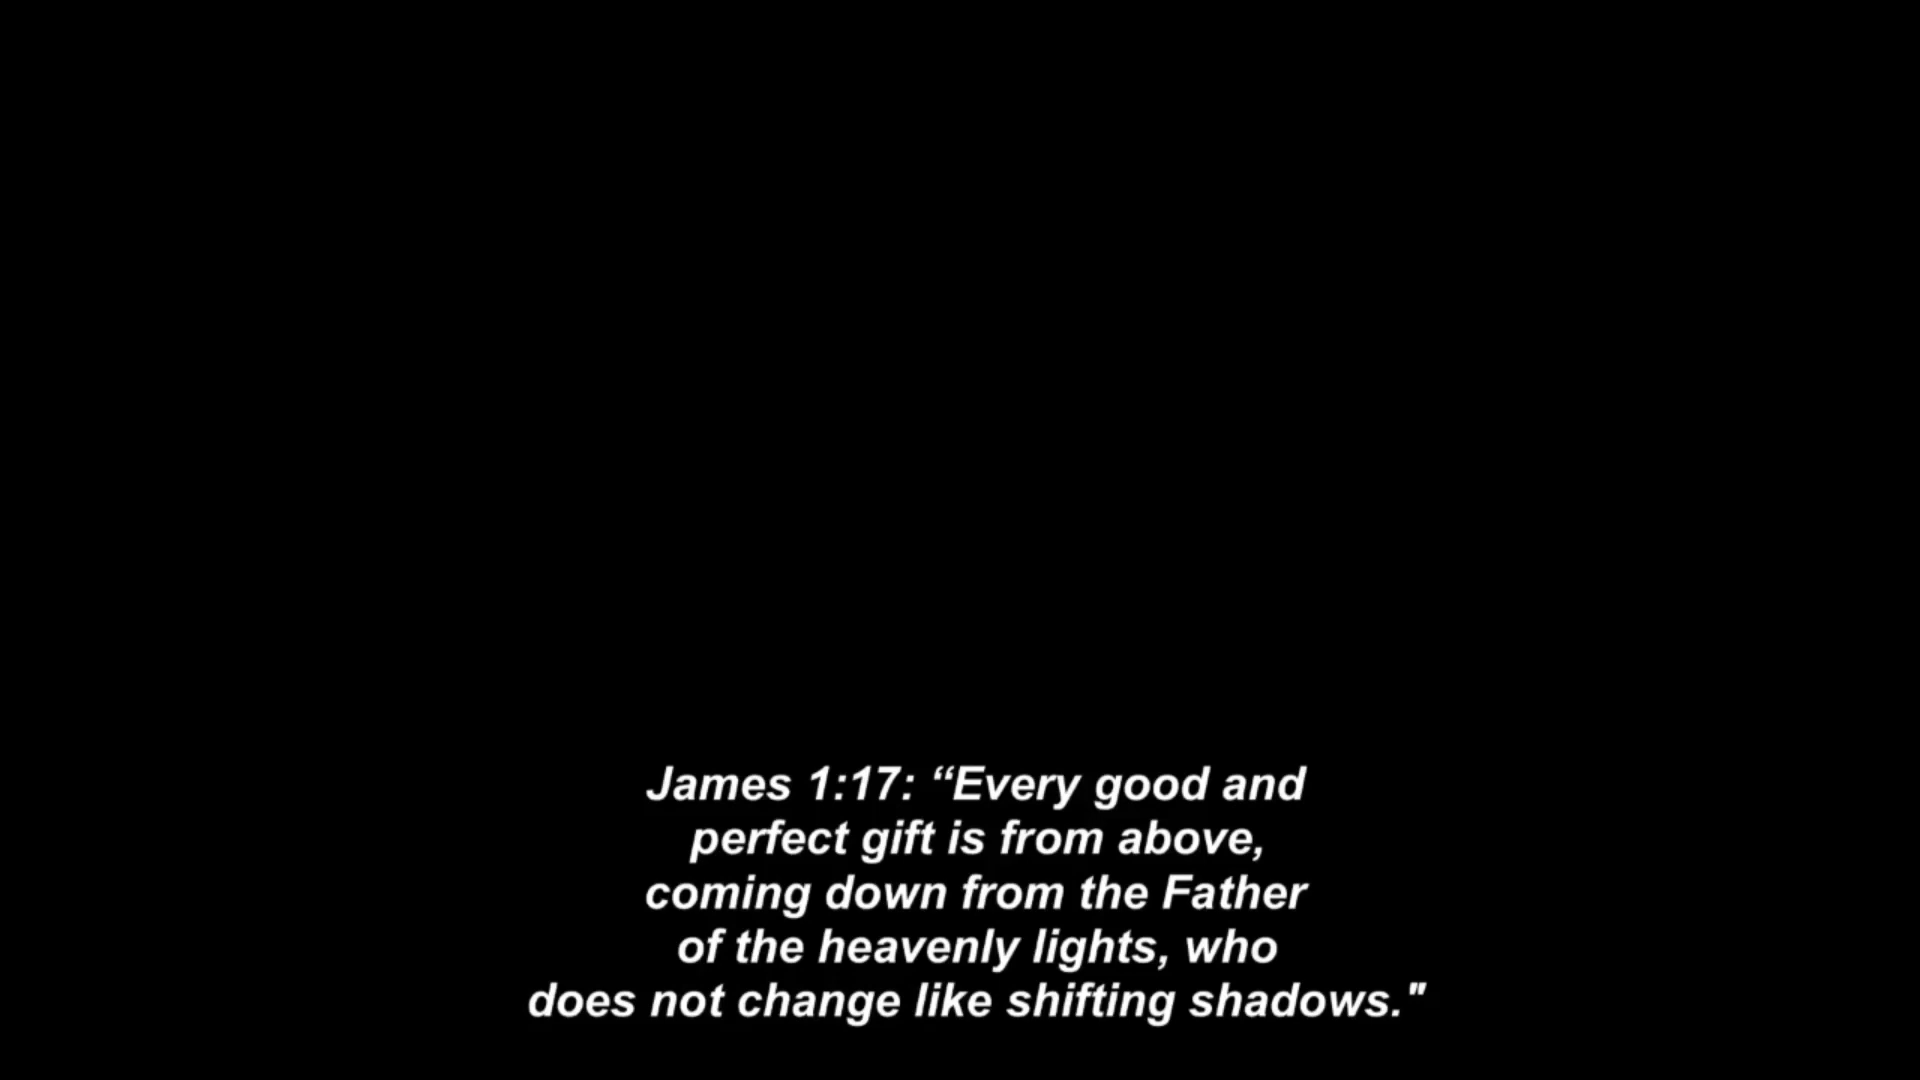 James 1:17: “Every good and
perfect gift is from above,
coming down from the Father
of the heavenly lights, who
does not change like shifting shadows."